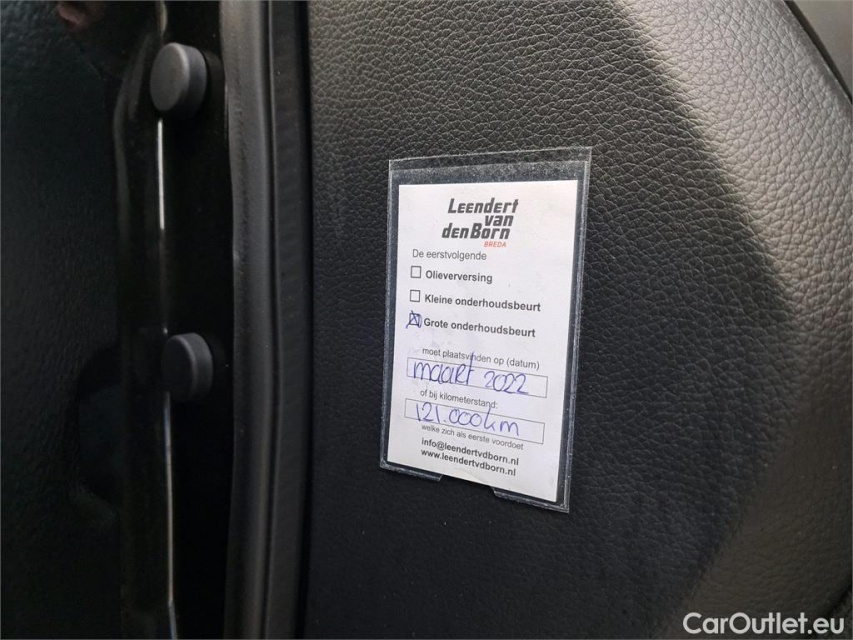 Leendert
van
den Born
BREDA
De eerstvolgende
Olieverversing
Kleine onderhoudsbeurt
Grote onderhoudsbeurt
moet plaatsvinden op (datum)
maart 2022
of bij kilometerstand:
121.000km
welke zich als eerste voordoet
info@leendertvdborn.nl
www.leendertvdborn.nl
CarOutlet.eu